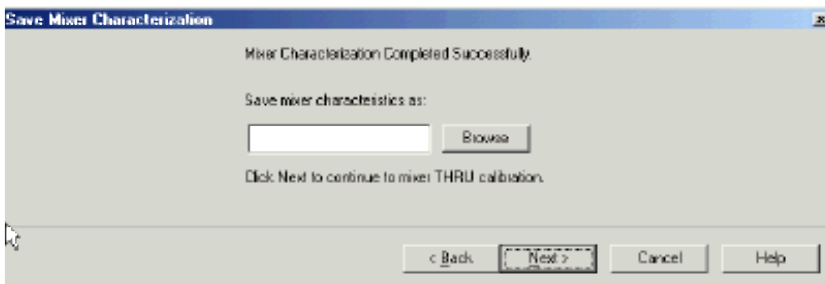 Save Mixer Characterization
Mixer Characterization Completed Successfully.
Save mixer characteristics as:
Browse
Click Next to continue to mixer THRU calibration.
< Back
Next >
Cancel
Help